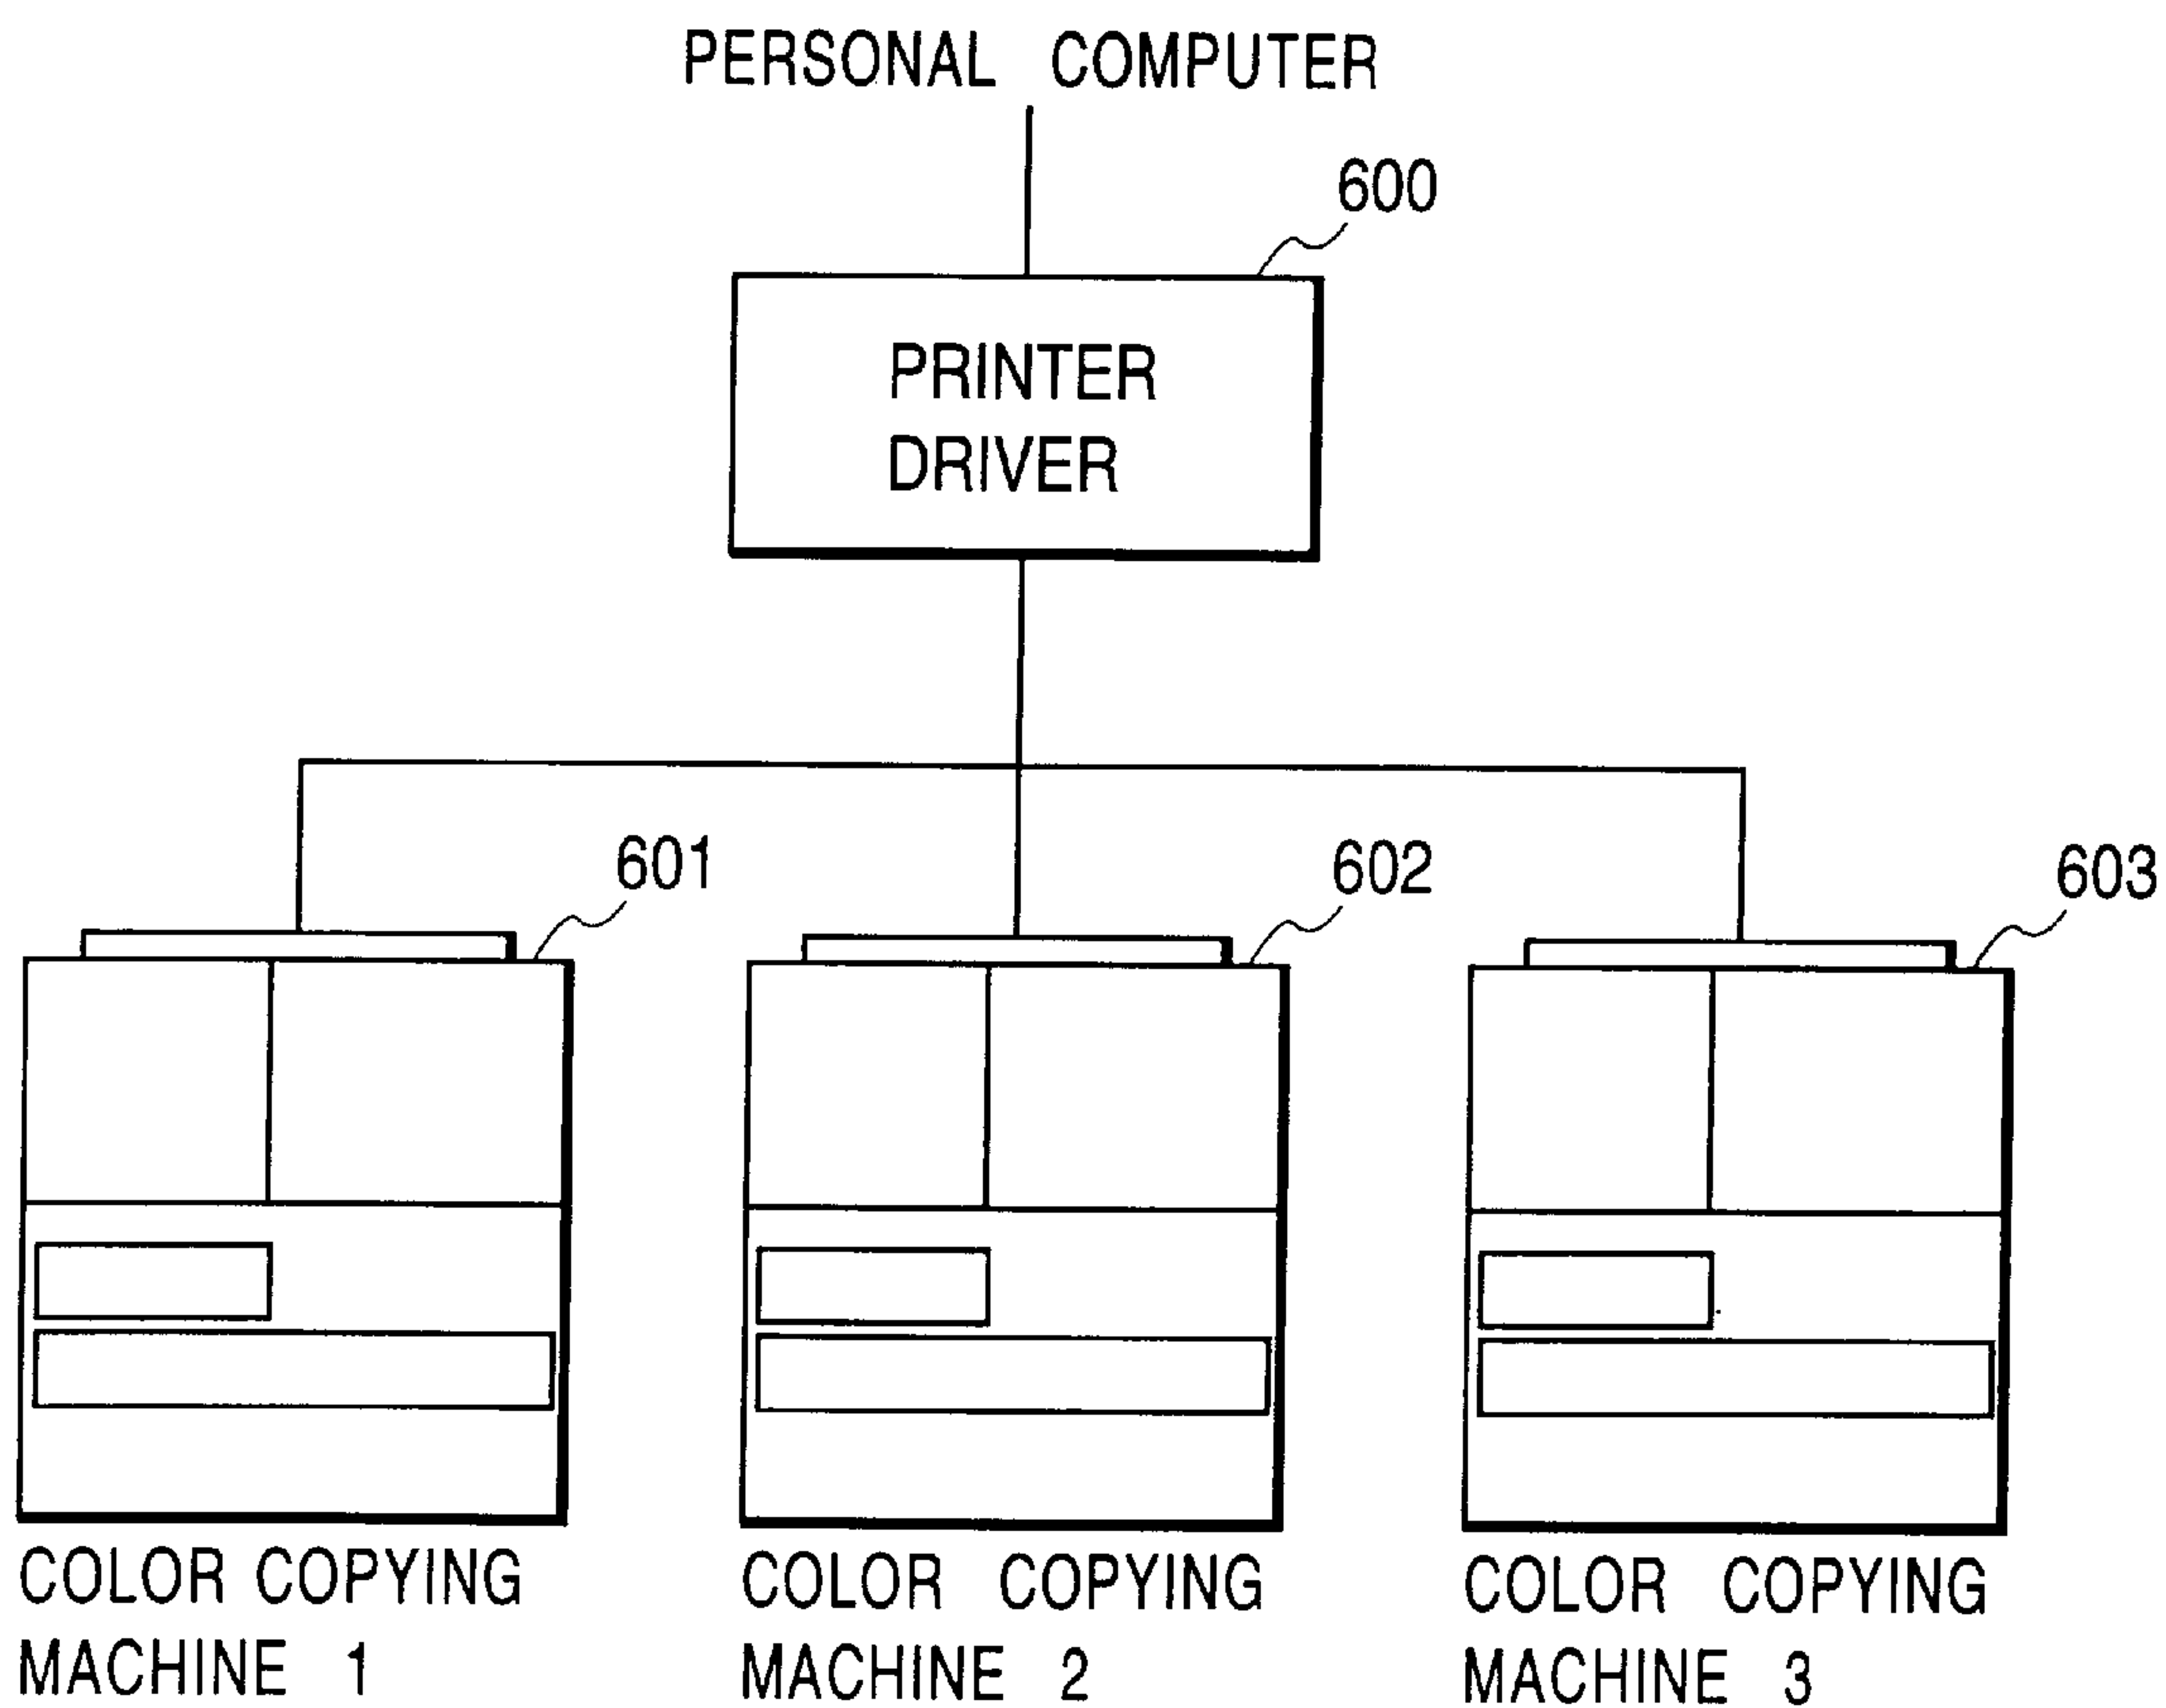 PERSONAL COMPUTER
600
PRINTER
DRIVER
601
602
603
COLOR COPYING
MACHINE 1
COLOR COPYING
MACHINE 2
COLOR COPYING
MACHINE 3